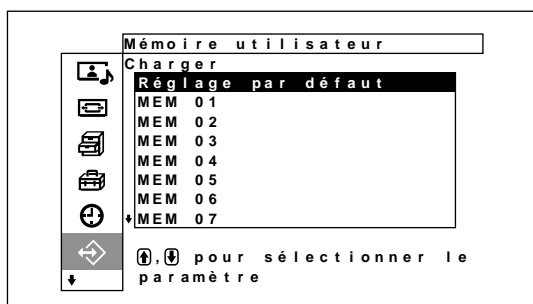 Mémoire utilisateur
Charger
Réglage par défaut
MEM 01
MEM 02
MEM 03
MEM 04
MEM 05
MEM 06
MEM 07
, pour sélectionner le
paramètre